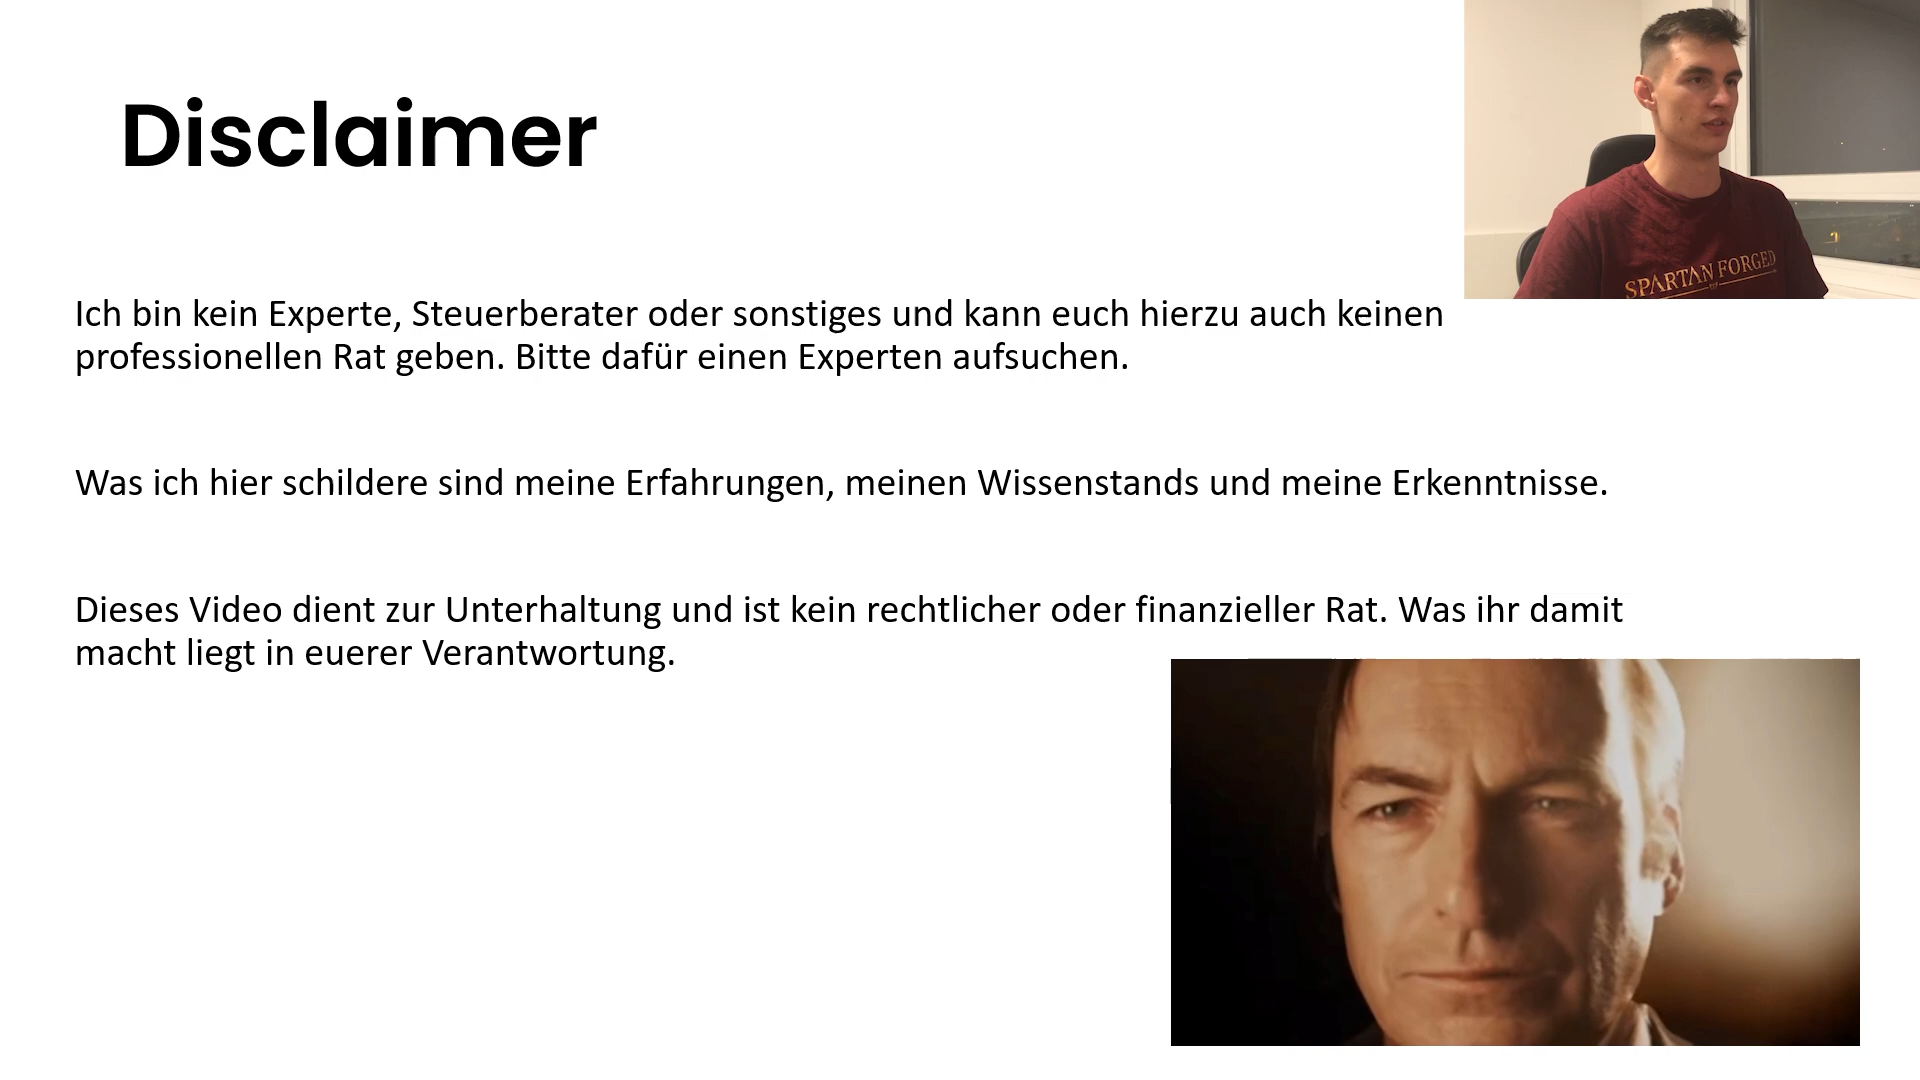 Disclaimer
SPARTAN FORGED
Ich bin kein Experte, Steuerberater oder sonstiges und kann euch hierzu auch keinen
professionellen Rat geben. Bitte dafür einen Experten aufsuchen.
Was ich hier schildere sind meine Erfahrungen, meinen Wissenstands und meine Erkenntnisse.
Dieses Video dient zur Unterhaltung und ist kein rechtlicher oder finanzieller Rat. Was ihr damit
macht liegt in euerer Verantwortung.